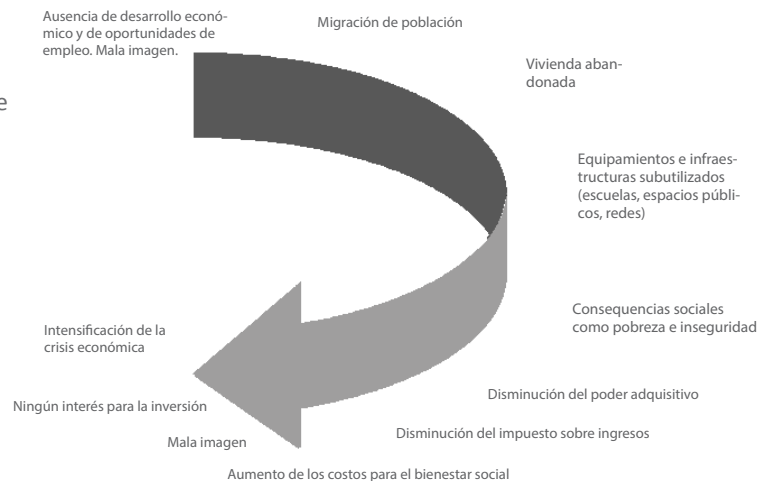 Ausencia de desarrollo econó-
mico y de oportunidades de
empleo. Mala imagen.
Migración de población
Vivienda aban-
donada
e
Equipamientos e infraes-
tructuras subutilizados
(escuelas, espacios públi-
cos, redes)
Consequencias sociales
como pobreza e inseguridad
Disminución del poder adquisitivo
Disminución del impuesto sobre ingresos
Aumento de los costos para el bienestar social
Mala imagen
Ningún interés para la inversión
Intensificación de la
crisis económica